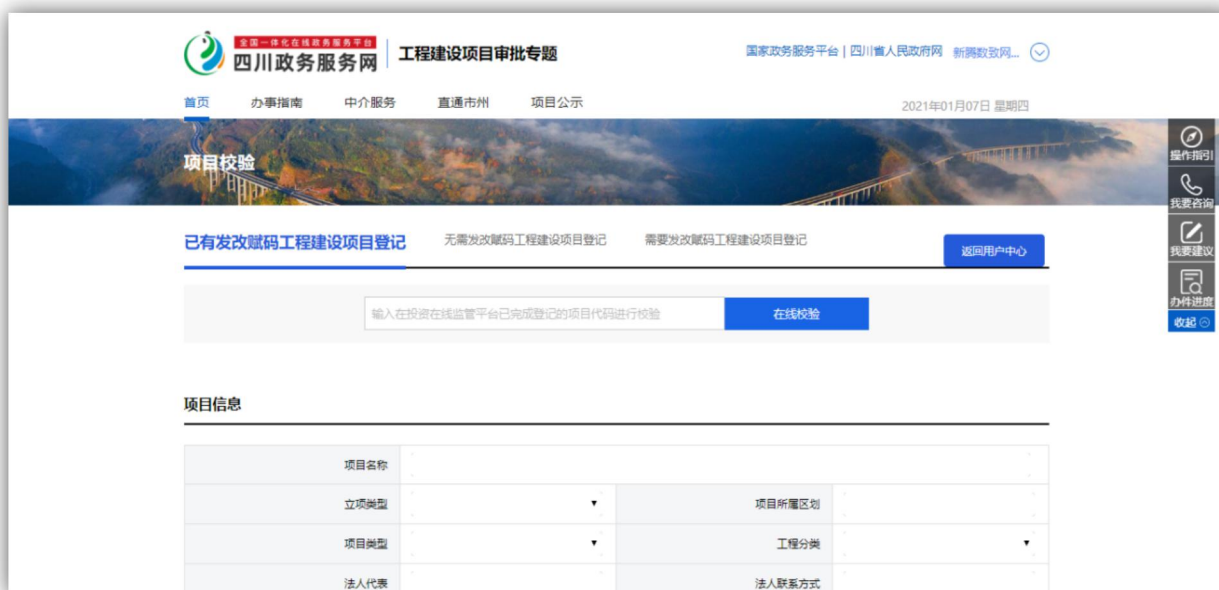 全国一体化在线政务服务平台
四川政务服务网
工程建设项目审批专题
国家政务服务平台 | 四川省人民政府网 新腾数致网...
首页 办事指南 中介服务 直通市州 项目公示
2021年01月07日 星期四
项目校验
操作指引
我要咨询
我要建议
办件进度
收起
已有发改赋码工程建设项目登记 无需发改赋码工程建设项目登记 需要发改赋码工程建设项目登记
返回用户中心
输入在投资在线监管平台已完成登记的项目代码进行校验 在线校验
项目信息
项目名称
立项类型 项目所属区划
项目类型 工程分类
法人代表 法人联系方式